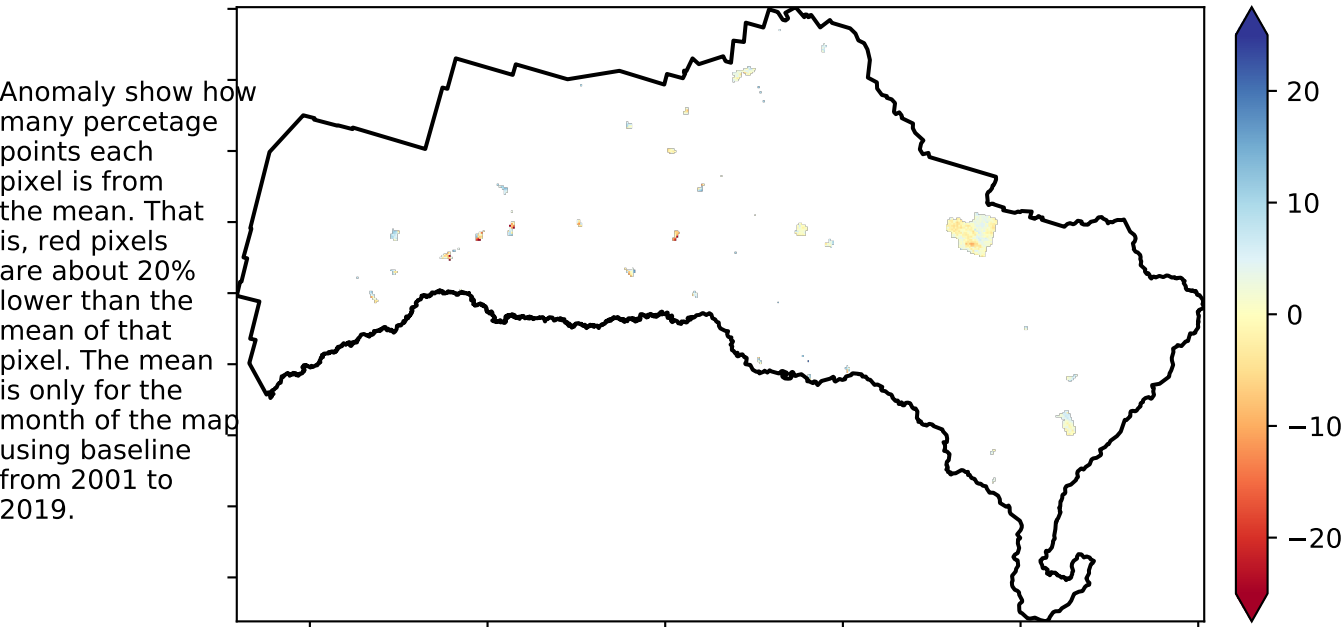 Anomaly show how
many percetage
points each
pixel is from
the mean. That
is, red pixels
are about 20%
lower than the
mean of that
pixel. The mean
is only for the
month of the map
using baseline
from 2001 to
2019.
20
10
0
−10
−20